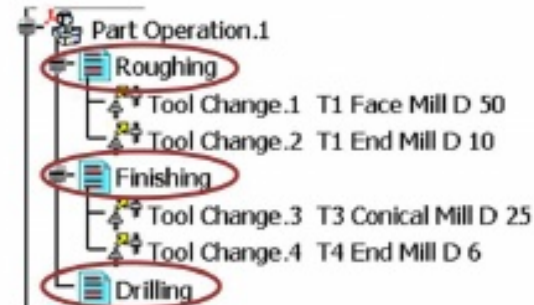 Part Operation.1
Roughing
Tool Change.1 T1 Face Mill D 50
Tool Change.2 T1 End Mill D 10
Finishing
Tool Change.3 T3 Conical Mill D 25
Tool Change.4 T4 End Mill D 6
Drilling